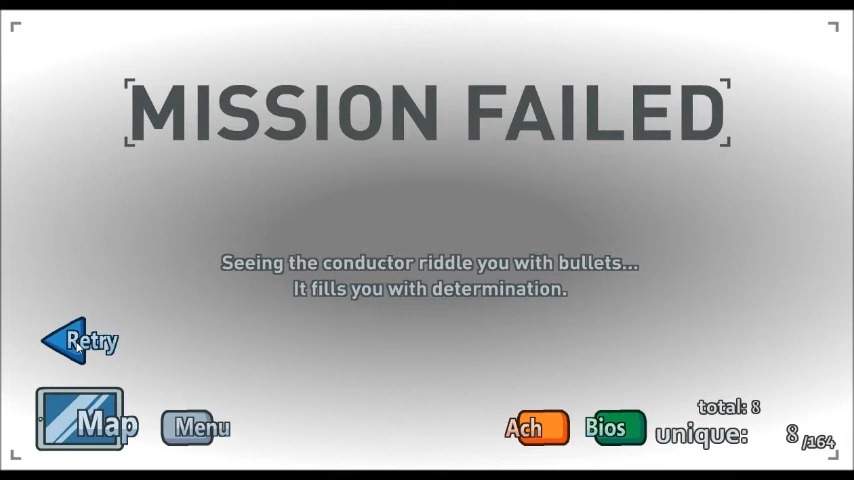 MISSION FAILED
Seeing the conductor riddle you with bullets...
It fills you with determination.
Retry
Map
Menu
Ach
Bios
total: 8
unique: 8 /164